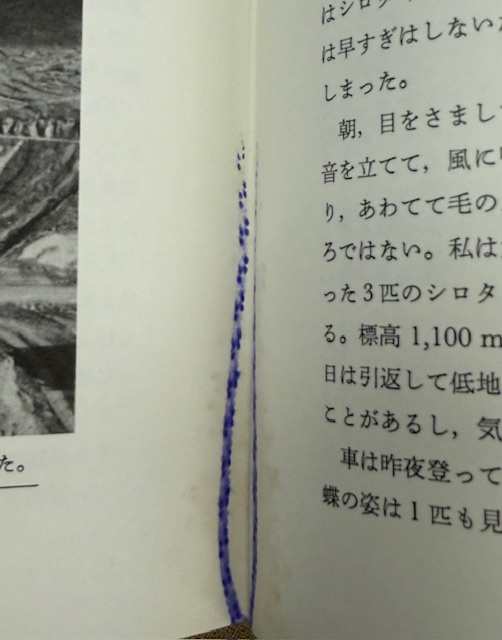 た。
はシロタ
は早すぎはしない
しまった。
朝，目をさまし
音を立てて，風に
り，あわてて毛の
ろではない。私は
った3匹のシロタ
る。標高 1,100 m
日は引返して低地
ことがあるし，気
車は昨夜登って
蝶の姿は1匹も見